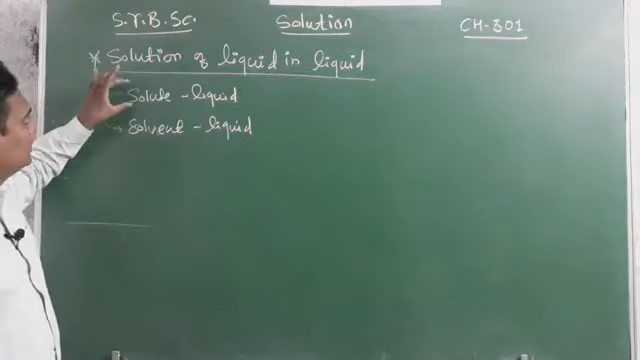 S.Y.B.Sc. Solution CH-301
* Solution of liquid in liquid
Solute - liquid
Solvent - liquid